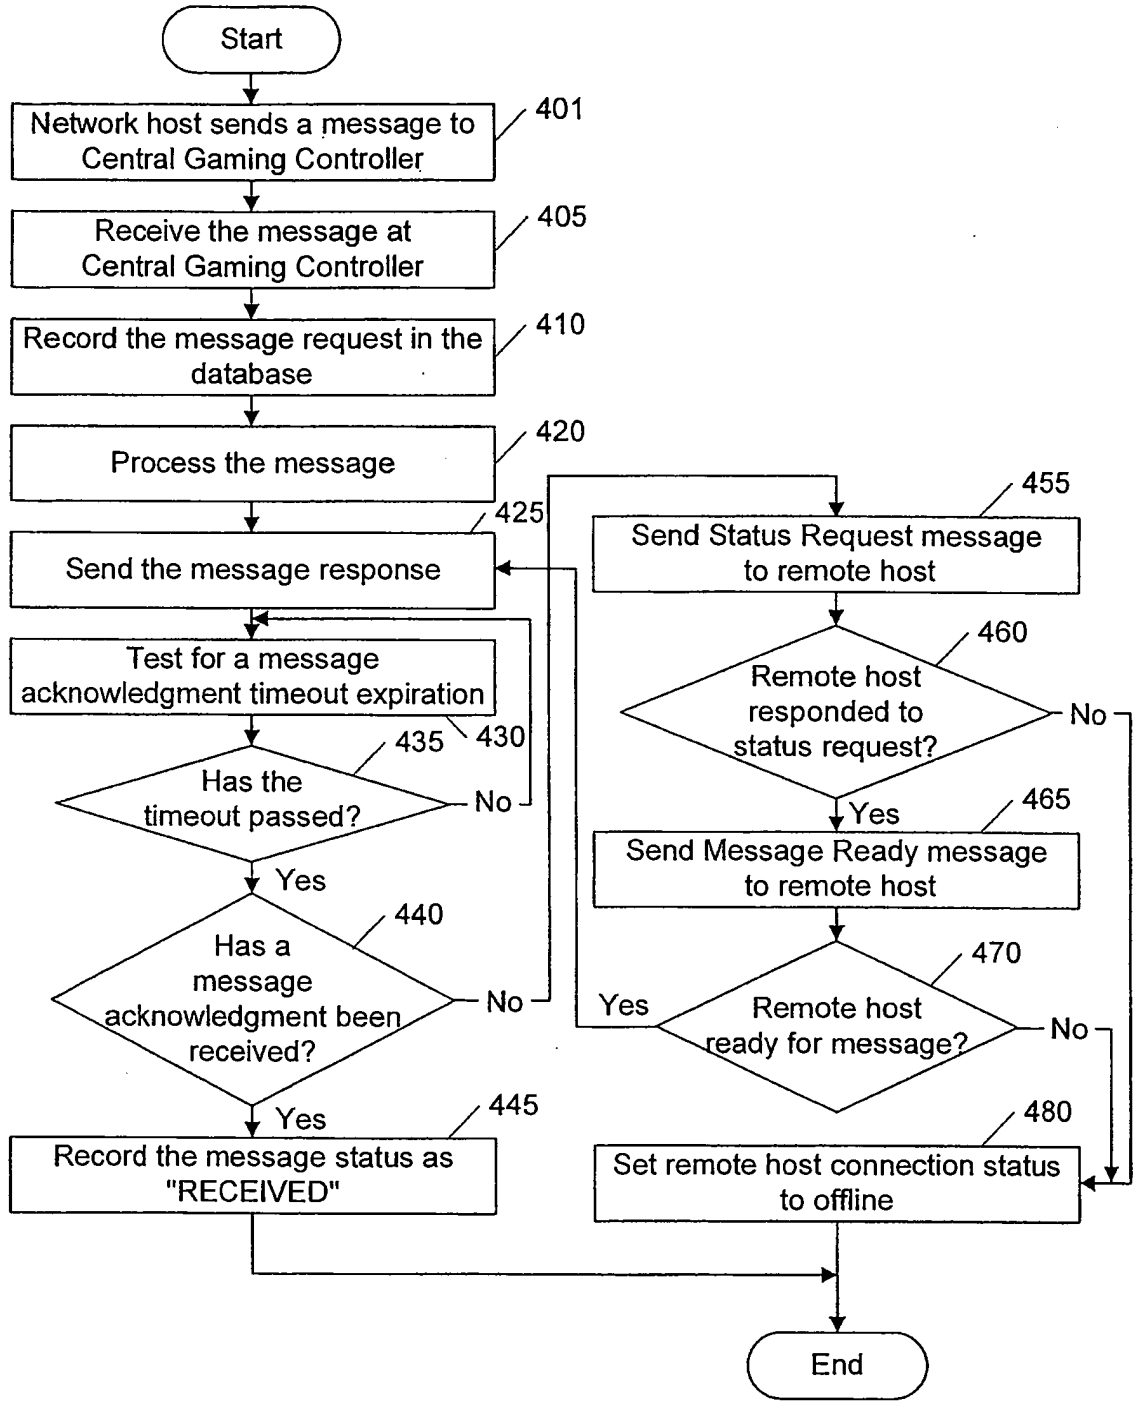 Start
401
Network host sends a message to
Central Gaming Controller
405
Receive the message at
Central Gaming Controller
410
Record the message request in the
database
420
Process the message
425
Send the message response
Test for a message
acknowledgment timeout expiration
430
435
Has the
timeout passed?
No
Yes
440
Has a
message
acknowledgment been
received?
No
Yes
445
Record the message status as
"RECEIVED"
455
Send Status Request message
to remote host
460
Remote host
responded to
status request?
No
Yes
465
Send Message Ready message
to remote host
470
Remote host
ready for message?
Yes
No
480
Set remote host connection status
to offline
End